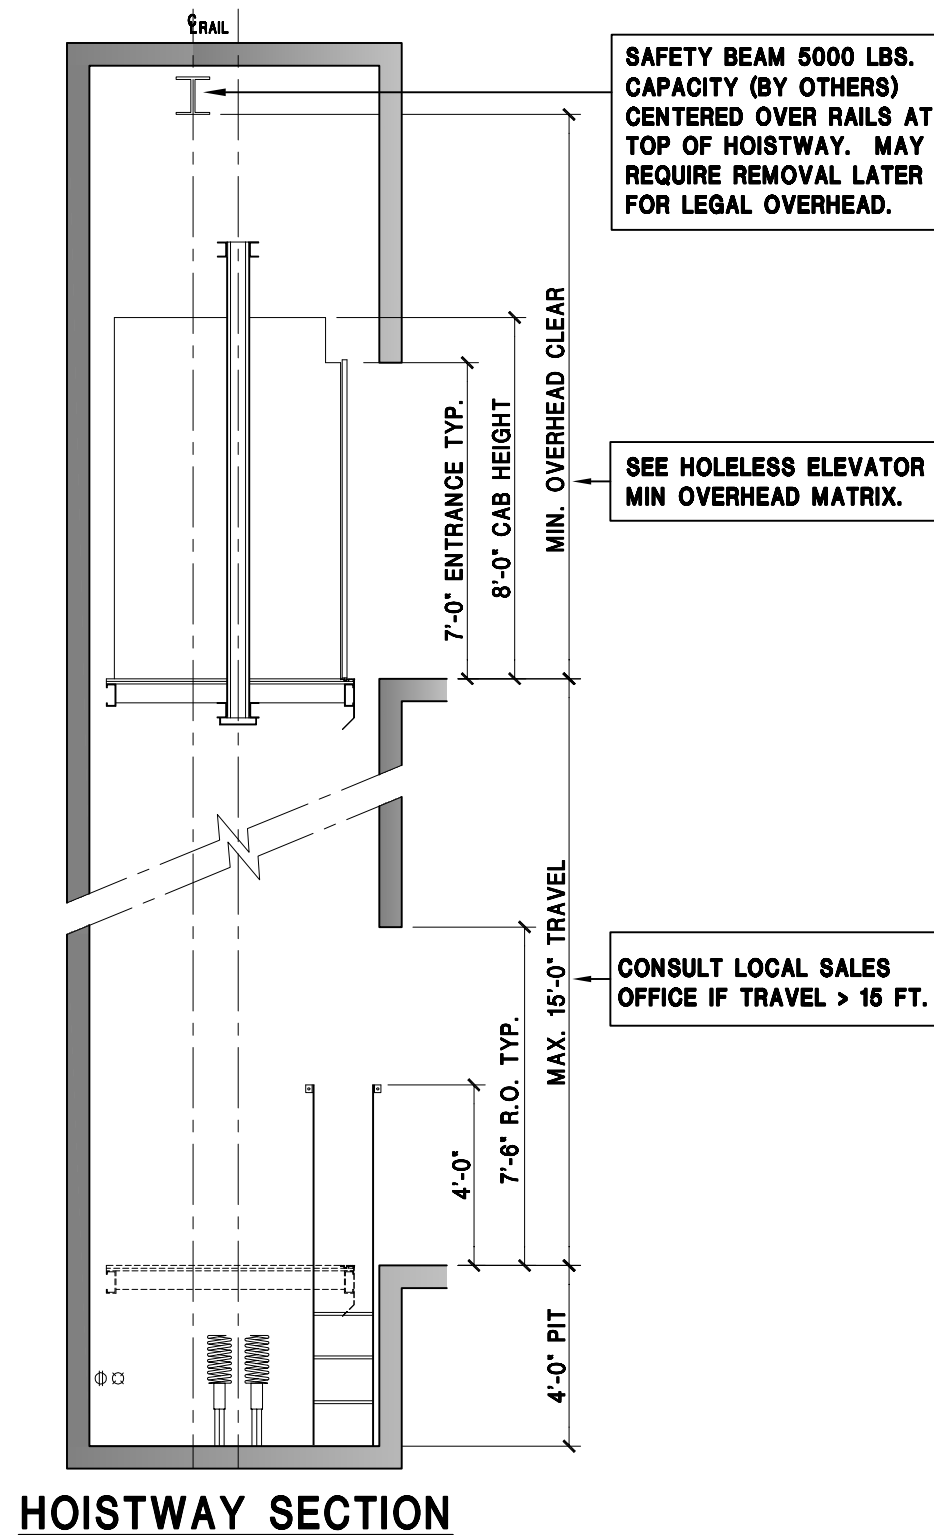 ℄ RAIL
SAFETY BEAM 5000 LBS.
CAPACITY (BY OTHERS)
CENTERED OVER RAILS AT
TOP OF HOISTWAY. MAY
REQUIRE REMOVAL LATER
FOR LEGAL OVERHEAD.
7'-0" ENTRANCE TYP.
8'-0" CAB HEIGHT
MIN. OVERHEAD CLEAR
SEE HOLELESS ELEVATOR
MIN OVERHEAD MATRIX.
MAX. 15'-0" TRAVEL
CONSULT LOCAL SALES
OFFICE IF TRAVEL > 15 FT.
4'-0"
7'-6" R.O. TYP.
4'-0" PIT
HOISTWAY SECTION